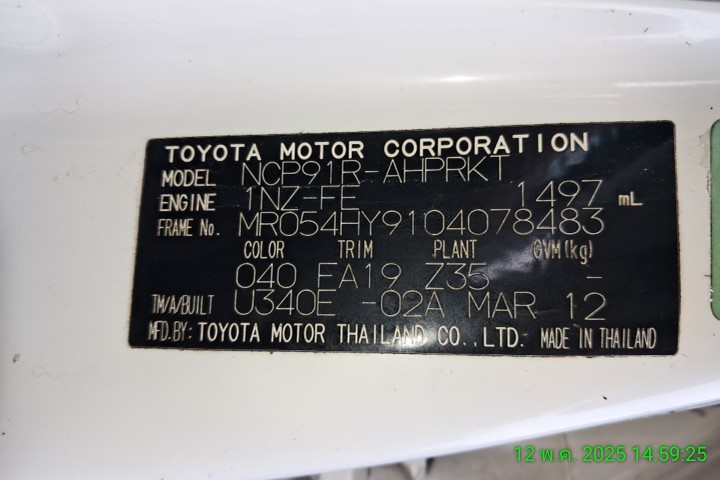 TOYOTA MOTOR CORPORATION
MODEL NCP91R-AHPRKT
ENGINE 1NZ-FE 1497 mL
FRAME No. MR054HY9104078483
COLOR TRIM PLANT GVM(kg)
040 FA19 Z35 -
TM/A/BUILT U340E -02A MAR 12
MFD.BY: TOYOTA MOTOR THAILAND CO.,LTD. MADE IN THAILAND
12 พ.ค. 2025 14:59:25